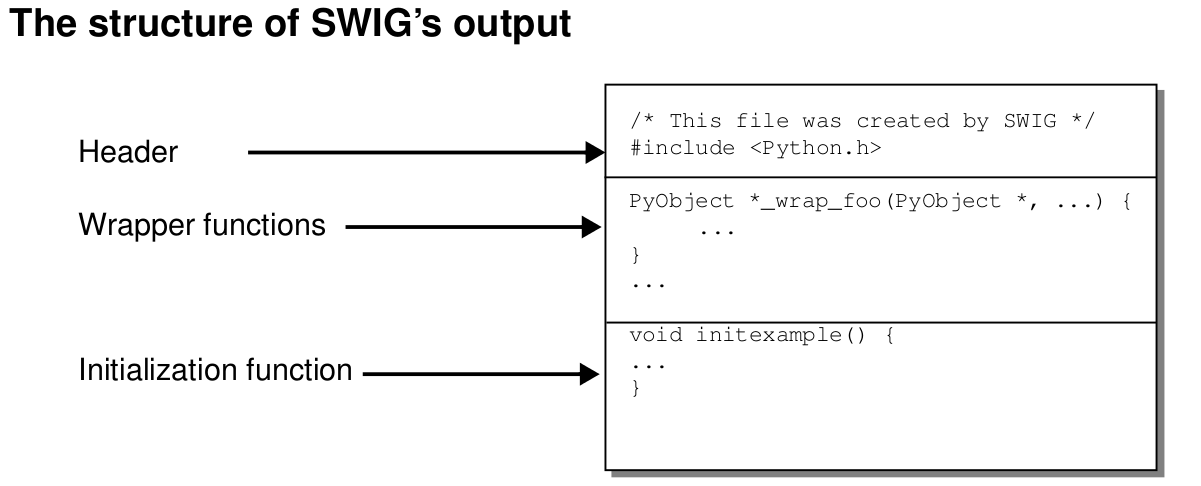 The structure of SWIG’s output
Header
/* This file was created by SWIG */
#include <Python.h>
Wrapper functions
PyObject *_wrap_foo(PyObject *, ...) {
...
}
...
Initialization function
void initexample() {
...
}